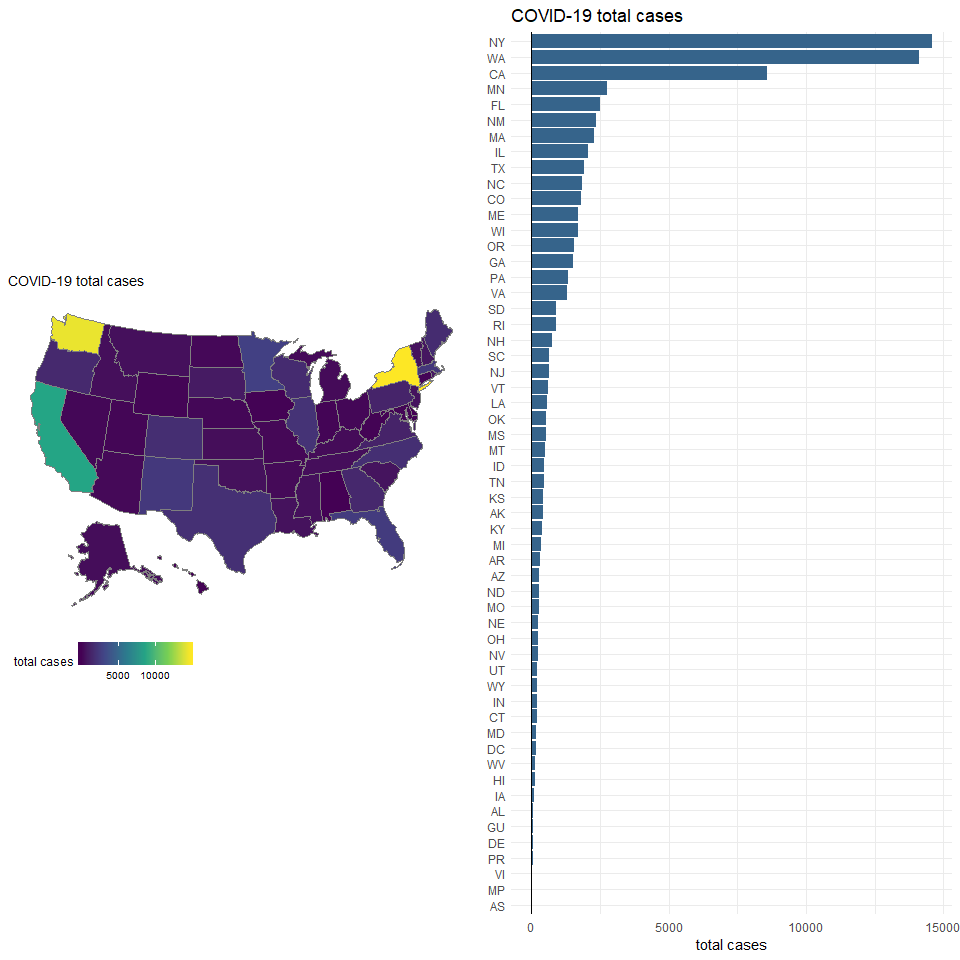 COVID-19 total cases
total cases
5000 10000
COVID-19 total cases
NY
WA
CA
MN
FL
NM
MA
IL
TX
NC
CO
ME
WI
OR
GA
PA
VA
SD
RI
NH
SC
NJ
VT
LA
OK
MS
MT
ID
TN
KS
AK
KY
MI
AR
AZ
ND
MO
NE
OH
NV
UT
WY
IN
CT
MD
DC
WV
HI
IA
AL
GU
DE
PR
VI
MP
AS
0 5000 10000 15000
total cases